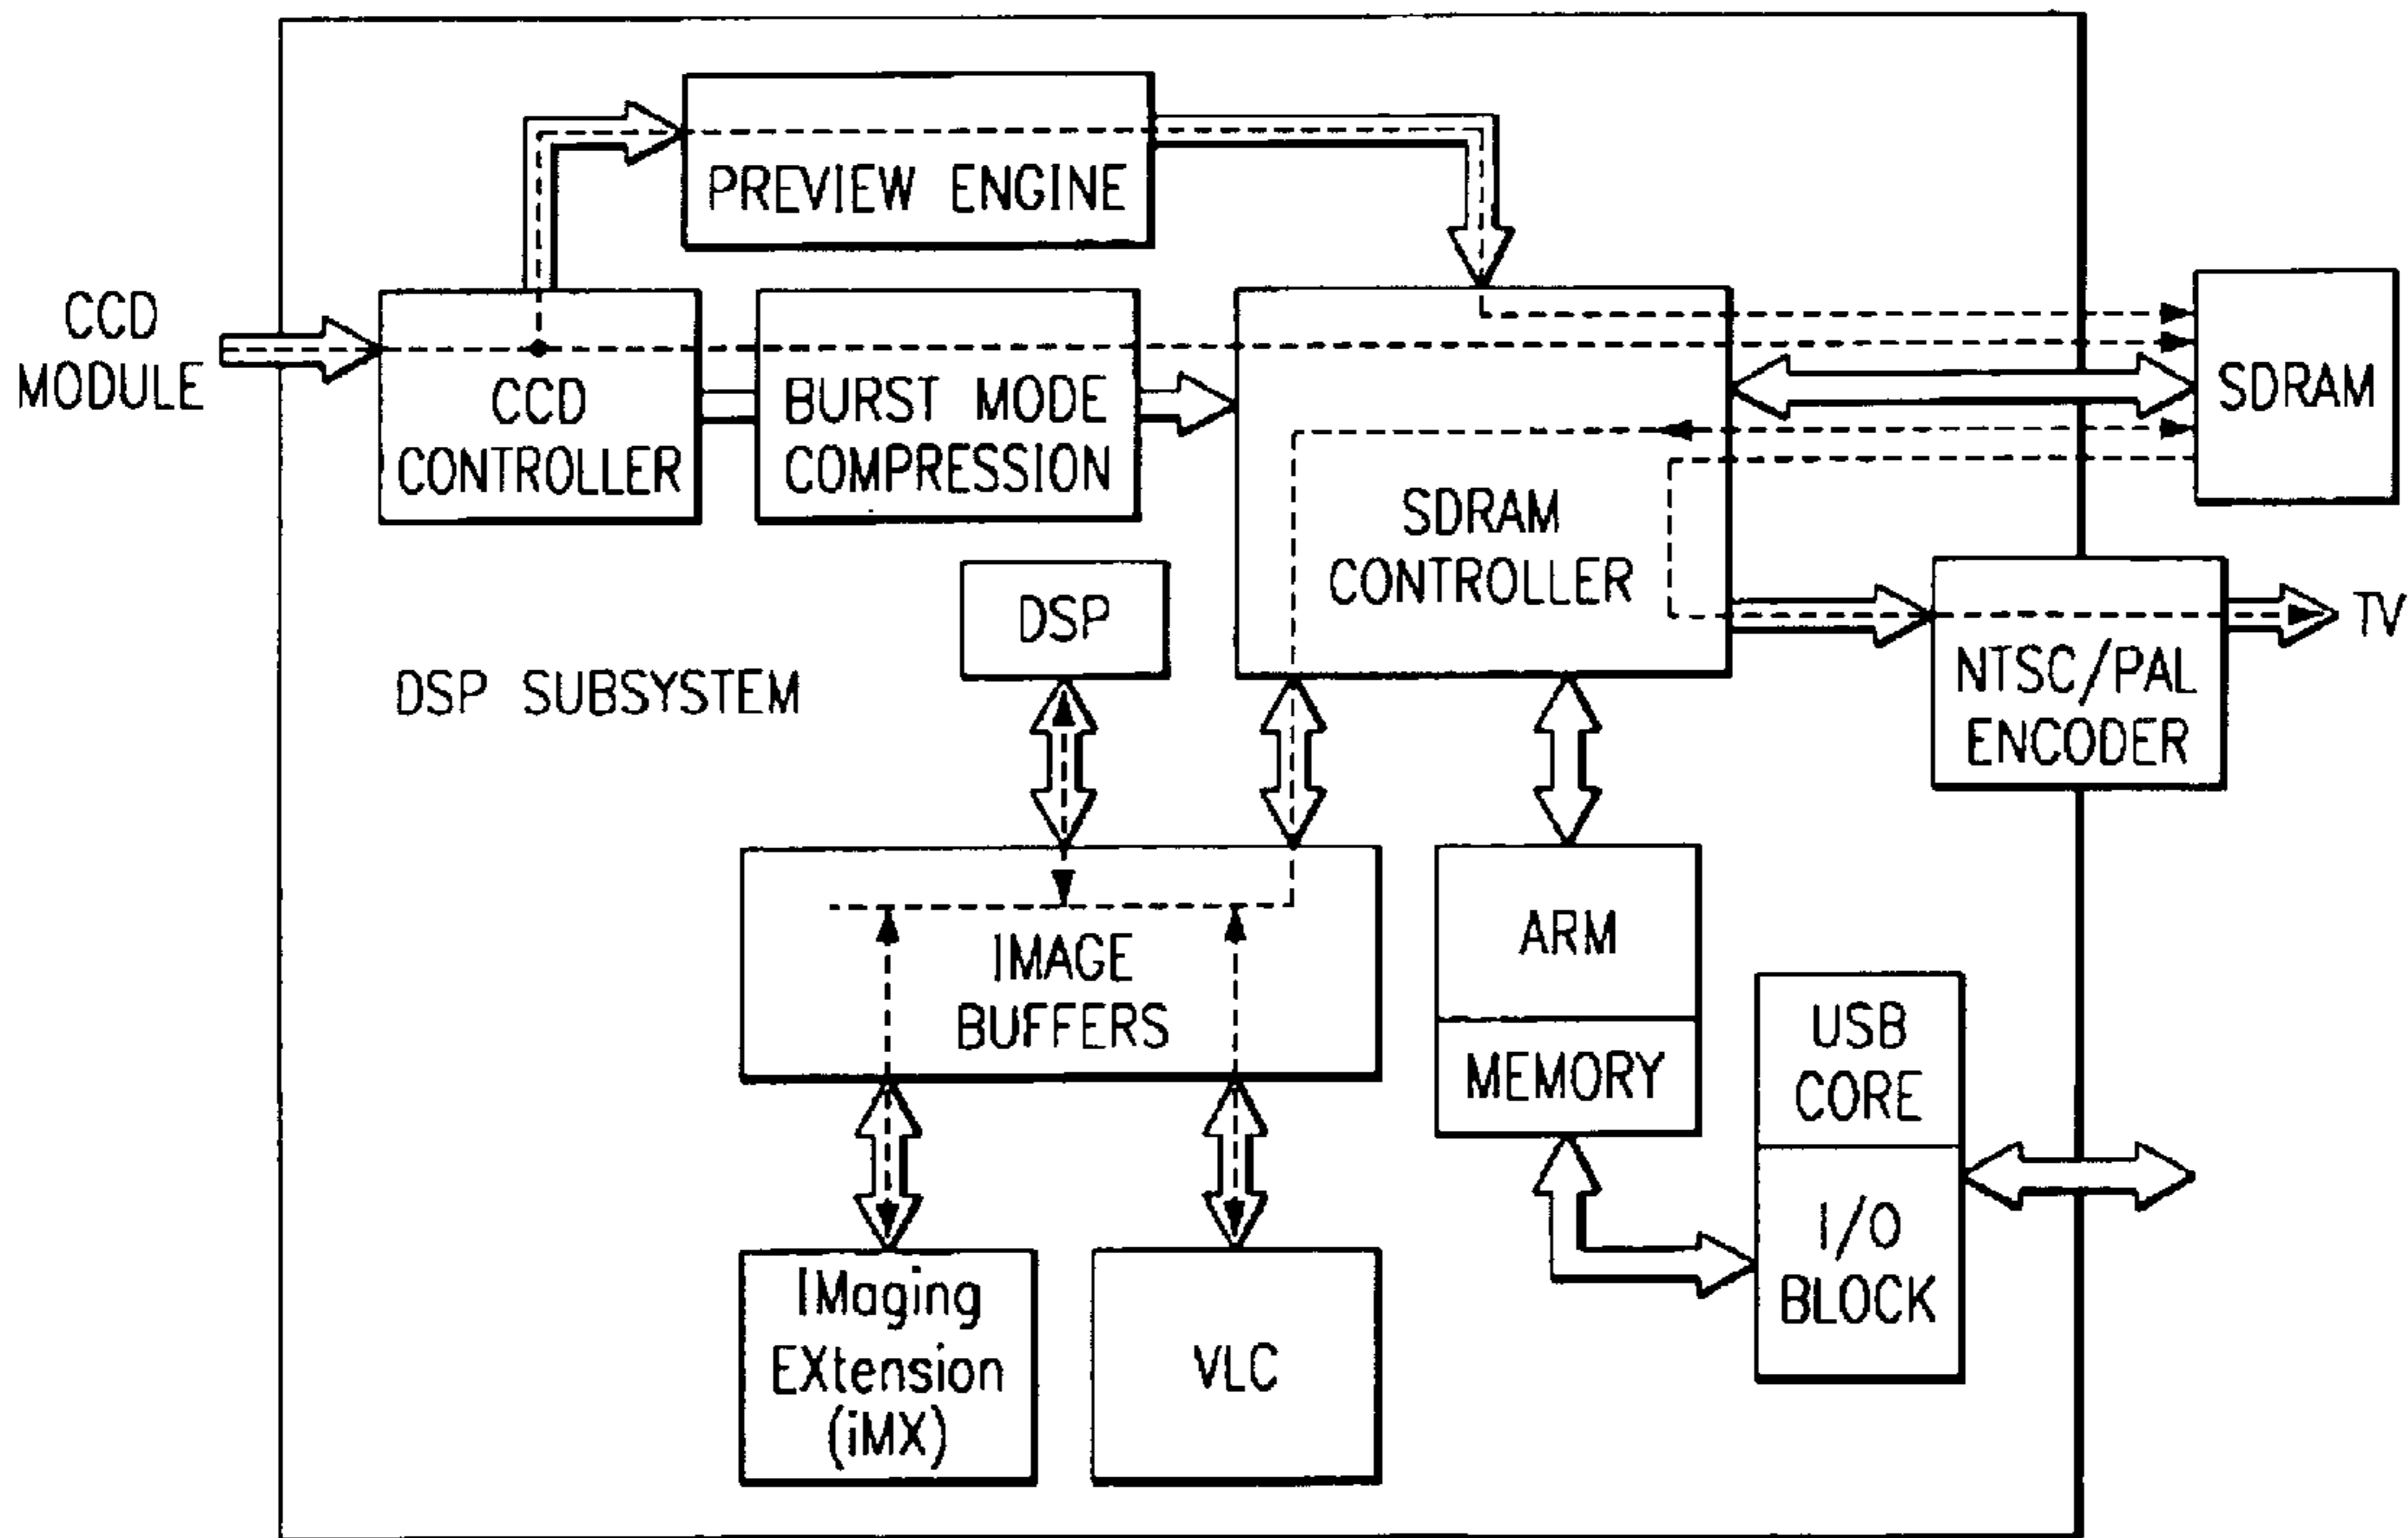 PREVIEW ENGINE
CCD
MODULE
CCD
CONTROLLER
BURST MODE
COMPRESSION
SDRAM
CONTROLLER
SDRAM
DSP
DSP SUBSYSTEM
NTSC/PAL
ENCODER
TV
IMAGE
BUFFERS
ARM
MEMORY
USB
CORE
I/O
BLOCK
IMaging
EXtension
(iMX)
VLC